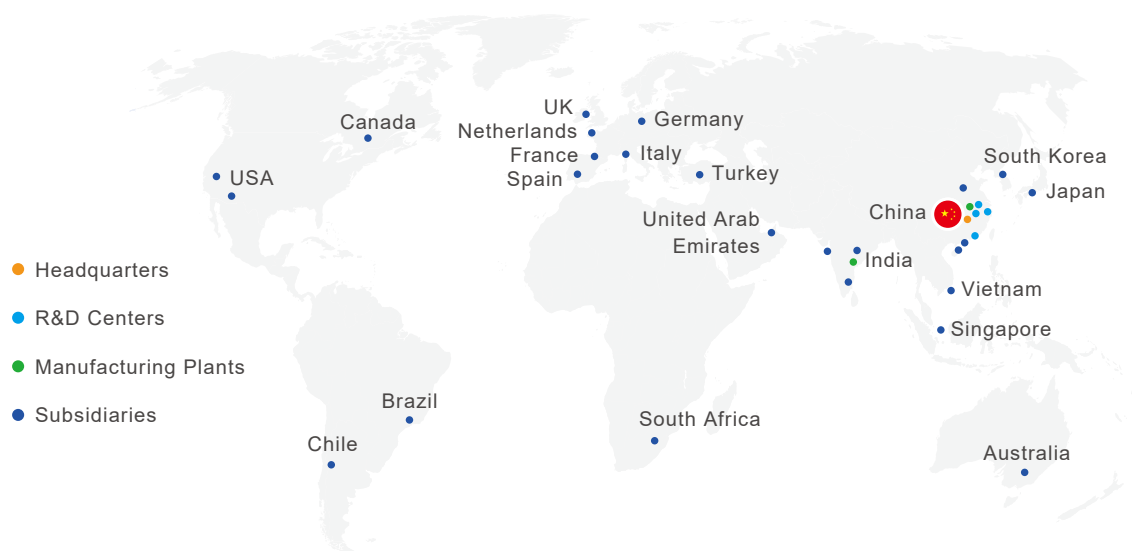 UK
Canada
Germany
Netherlands
France
Italy
South Korea
USA
Spain
Turkey
Japan
China
United Arab
Emirates
India
Headquarters
Vietnam
R&D Centers
Singapore
Manufacturing Plants
Brazil
Subsidiaries
South Africa
Chile
Australia